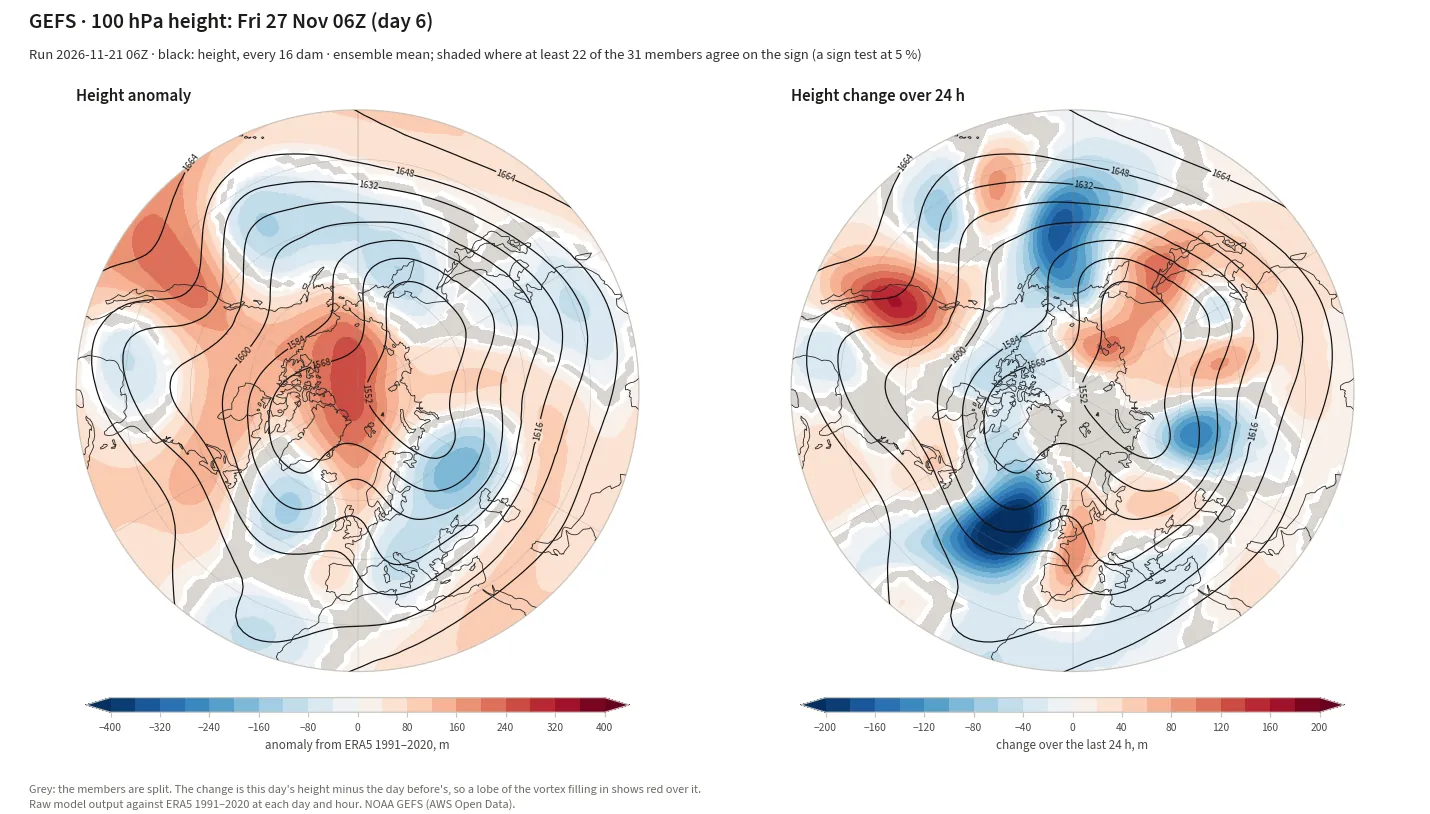 GEFS · 100 hPa height: Fri 27 Nov 06Z (day 6)
Run 2026-11-21 06Z · black: height, every 16 dam · ensemble mean; shaded where at least 22 of the 31 members agree on the sign (a sign test at 5 %)
Height anomaly
Height change over 24 h
1664
1648
1664
1632
1600
1584
1568
1552
1616
1664
1648
1664
1632
1600
1584
1568
1552
1616
−400 −320 −240 −160 −80 0 80 160 240 320 400
anomaly from ERA5 1991–2020, m
−200 −160 −120 −80 −40 0 40 80 120 160 200
change over the last 24 h, m
Grey: the members are split. The change is this day's height minus the day before's, so a lobe of the vortex filling in shows red over it.
Raw model output against ERA5 1991–2020 at each day and hour. NOAA GEFS (AWS Open Data).